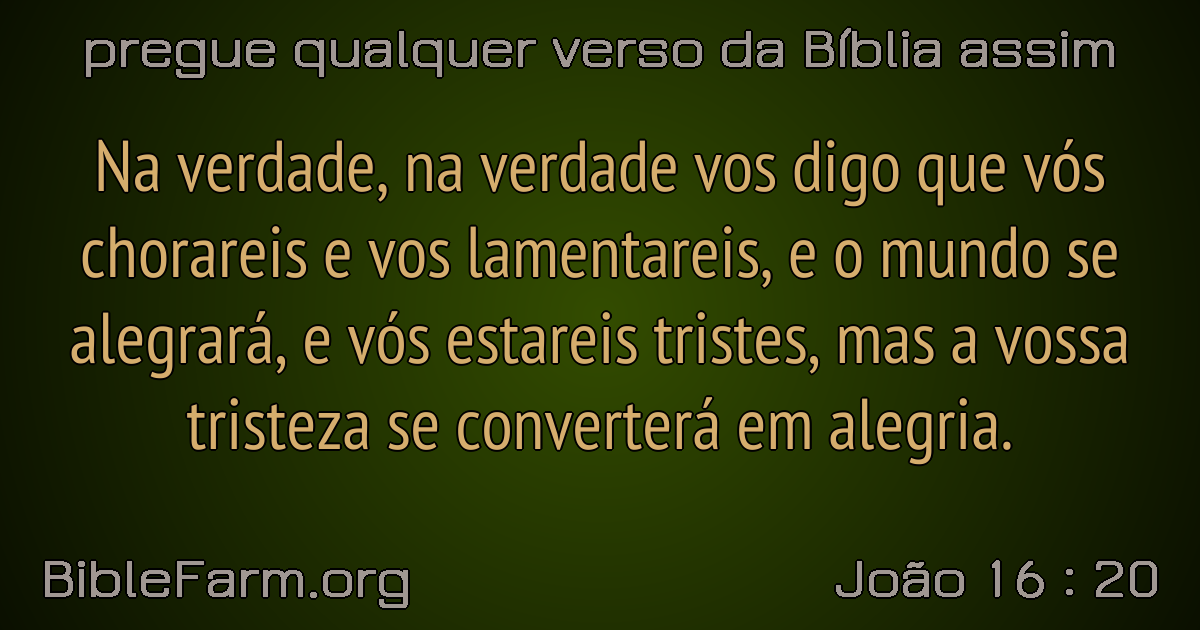 pregue qualquer verso da Bíblia assim
Na verdade, na verdade vos digo que vós
chorareis e vos lamentareis, e o mundo se
alegrará, e vós estareis tristes, mas a vossa
tristeza se converterá em alegria.
BibleFarm.org
João 16 : 20